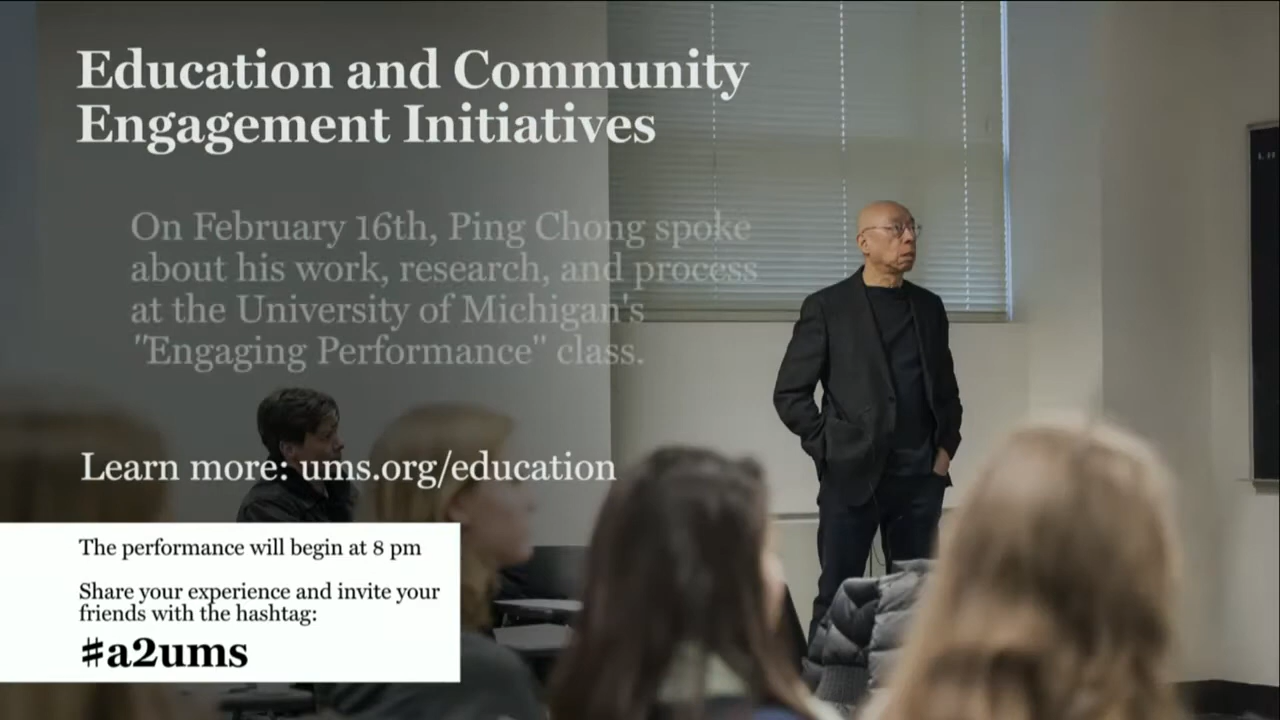 Education and Community
Engagement Initiatives
On February 16th, Ping Chong spoke
about his work, research, and process
at the University of Michigan's
"Engaging Performance" class.
Learn more: ums.org/education
The performance will begin at 8 pm
Share your experience and invite your
friends with the hashtag:
#a2ums